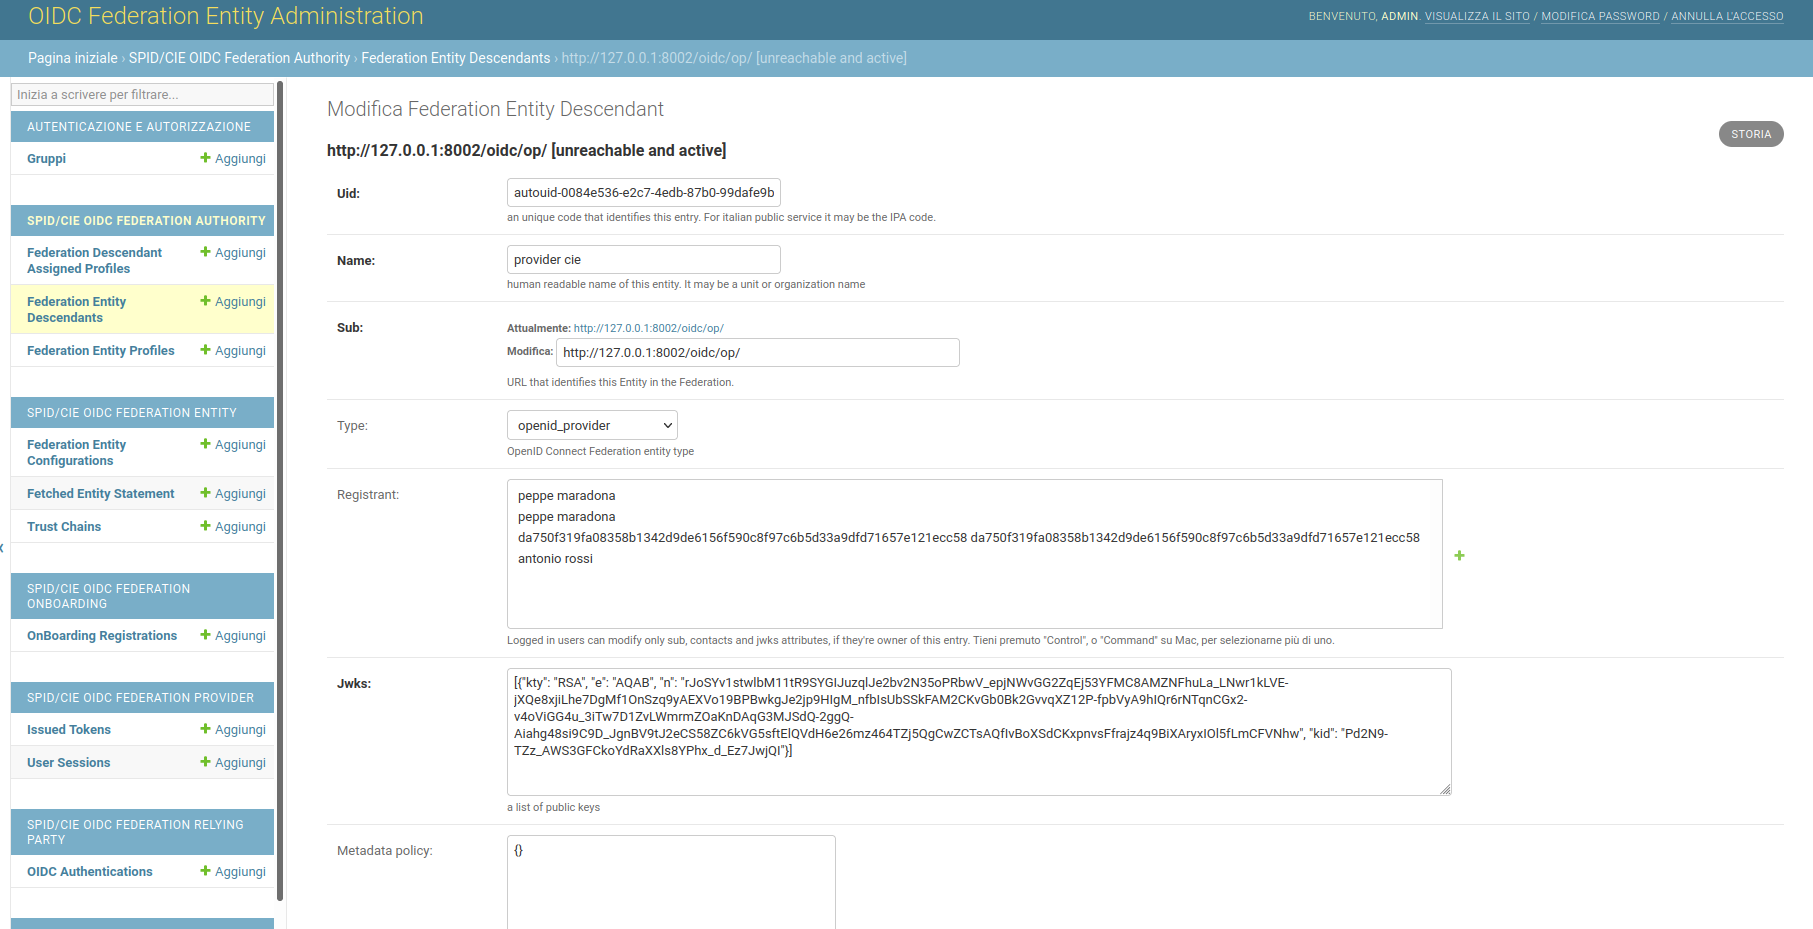 OIDC Federation Entity Administration
BENVENUTO, ADMIN. VISUALIZZA IL SITO / MODIFICA PASSWORD / ANNULLA L'ACCESSO
Pagina iniziale › SPID/CIE OIDC Federation Authority › Federation Entity Descendants › http://127.0.0.1:8002/oidc/op/ [unreachable and active]
Inizia a scrivere per filtrare...
AUTENTICAZIONE E AUTORIZZAZIONE
Gruppi
Aggiungi
SPID/CIE OIDC FEDERATION AUTHORITY
Federation Descendant
Assigned Profiles
Aggiungi
Federation Entity
Descendants
Aggiungi
Federation Entity Profiles
Aggiungi
SPID/CIE OIDC FEDERATION ENTITY
Federation Entity
Configurations
Aggiungi
Fetched Entity Statement
Aggiungi
Trust Chains
Aggiungi
SPID/CIE OIDC FEDERATION
ONBOARDING
OnBoarding Registrations
Aggiungi
SPID/CIE OIDC FEDERATION PROVIDER
Issued Tokens
Aggiungi
User Sessions
Aggiungi
SPID/CIE OIDC FEDERATION RELYING
PARTY
OIDC Authentications
Aggiungi
Modifica Federation Entity Descendant
STORIA
http://127.0.0.1:8002/oidc/op/ [unreachable and active]
Uid:
autouid-0084e536-e2c7-4edb-87b0-99dafe9b
an unique code that identifies this entry. For italian public service it may be the IPA code.
Name:
provider cie
human readable name of this entity. It may be a unit or organization name
Sub:
Attualmente: http://127.0.0.1:8002/oidc/op/
Modifica: http://127.0.0.1:8002/oidc/op/
URL that identifies this Entity in the Federation.
Type:
openid_provider
OpenID Connect Federation entity type
Registrant:
peppe maradona
peppe maradona
da750f319fa08358b1342d9de6156f590c8f97c6b5d33a9dfd71657e121ecc58 da750f319fa08358b1342d9de6156f590c8f97c6b5d33a9dfd71657e121ecc58
antonio rossi
Logged in users can modify only sub, contacts and jwks attributes, if they're owner of this entry. Tieni premuto "Control", o "Command" su Mac, per selezionarne più di uno.
Jwks:
[{"kty": "RSA", "e": "AQAB", "n": "rJoSYv1stwlbM11tR9SYGIJuzqlJe2bv2N35oPRbwV_epjNWvGG2ZqEj53YFMC8AMZNFhuLa_LNwr1kLVE-
jXQe8xjiLhe7DgMf1OnSzq9yAEXVo19BPBwkgJe2jp9HIgM_nfbIsUbSSkFAM2CKvGb0Bk2GvvqXZ12P-fpbVyA9hIQr6rNTqnCGx2-
v4oViGG4u_3iTw7D1ZvLWmrmZOaKnDAqG3MJSdQ-2ggQ-
Aiahg48si9C9D_JgnBV9tJ2eCS58ZC6kVG5sftElQVdH6e26mz464TZj5QgCwZCTsAQfIvBoXSdCKxpnvsFfrajz4q9BiXAryxIOl5fLmCFVNhw", "kid": "Pd2N9-
TZz_AWS3GFCkoYdRaXXls8YPhx_d_Ez7JwjQI"}]
a list of public keys
Metadata policy:
{}